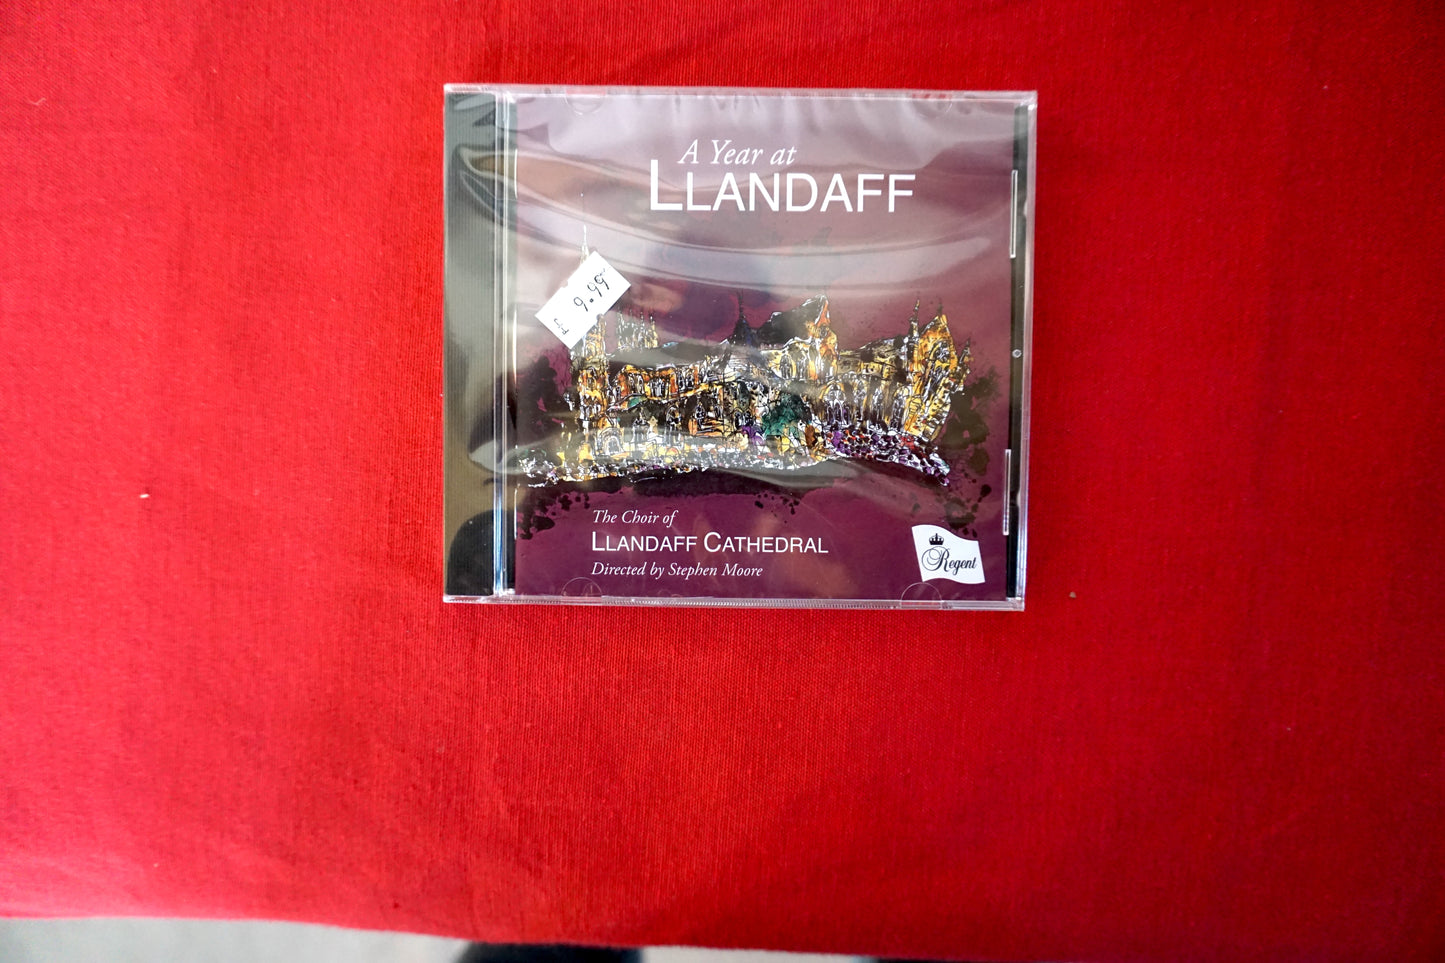 A Year at
LLANDAFF
£ 9.99
The Choir of
LLANDAFF CATHEDRAL
Directed by Stephen Moore
Regent